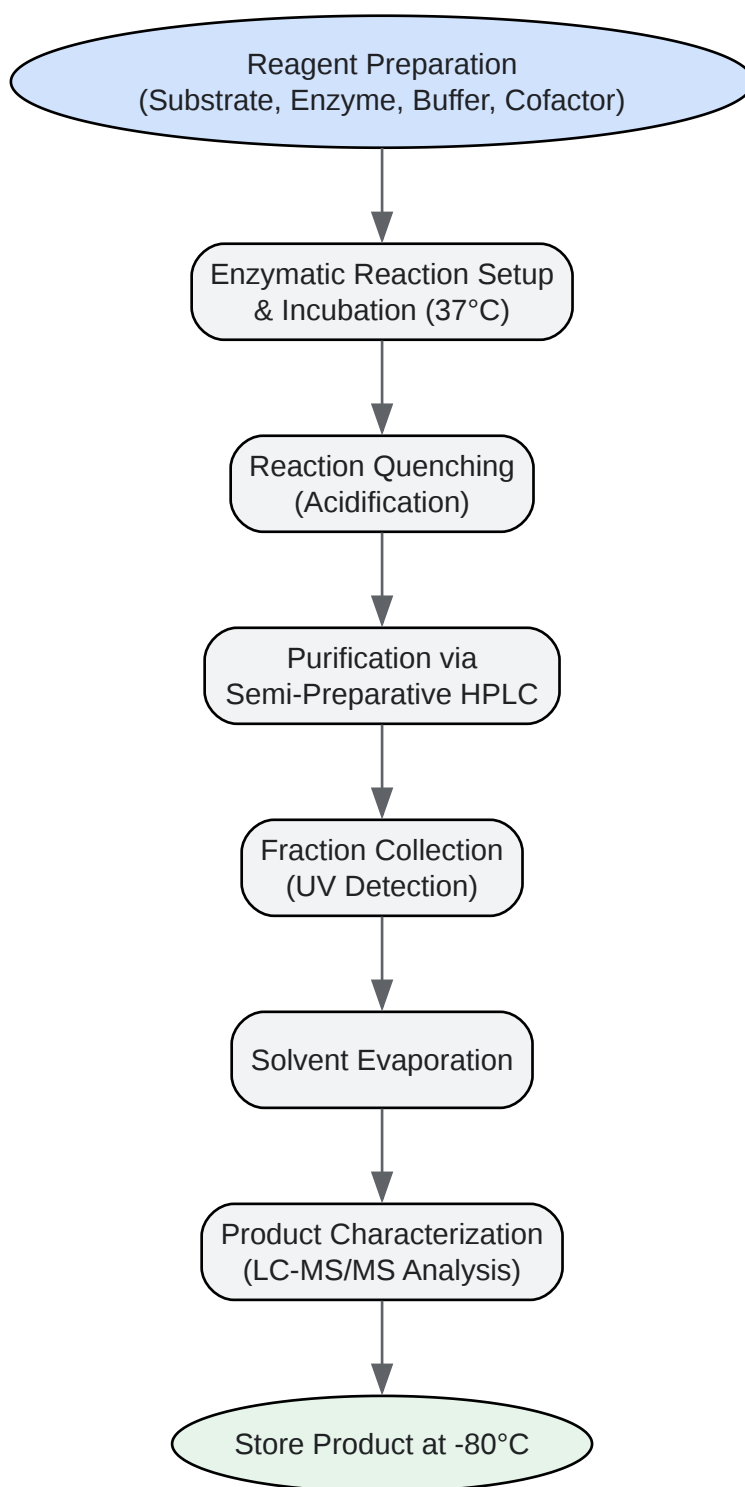 Reagent Preparation
(Substrate, Enzyme, Buffer, Cofactor)
Enzymatic Reaction Setup
& Incubation (37°C)
Reaction Quenching
(Acidification)
Purification via
Semi-Preparative HPLC
Fraction Collection
(UV Detection)
Solvent Evaporation
Product Characterization
(LC-MS/MS Analysis)
Store Product at -80°C